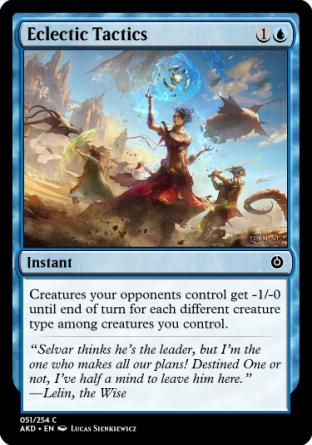 Eclectic Tactics 1
TORMENT
Instant
Creatures your opponents control get -1/-0
until end of turn for each different creature
type among creatures you control.
“Selvar thinks he's the leader, but I'm the
one who makes all our plans! Destined One or
not, I've half a mind to leave him here.”
—Lelin, the Wise
051/254 C
AKD • EN Lucas Sienkiewicz